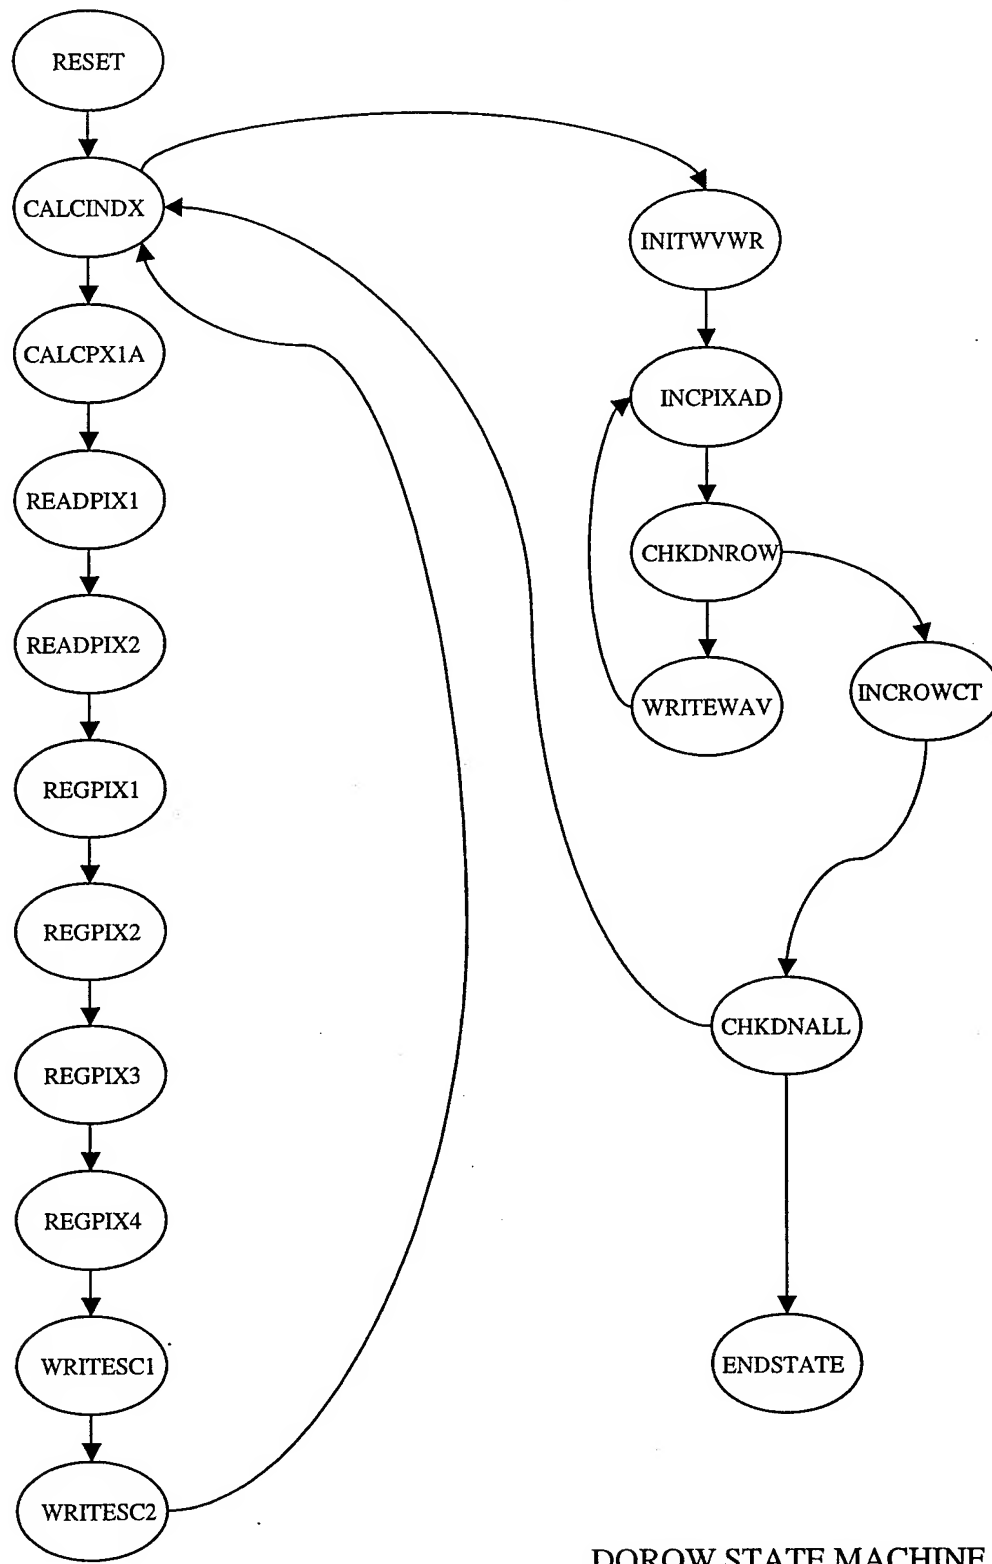 RESET
CALCINDX
CALCPX1A
READPIX1
READPIX2
REGPIX1
REGPIX2
REGPIX3
REGPIX4
WRITESC1
WRITESC2
INITWVWR
INCPIXAD
CHKDNROW
WRITEWAV
INCROWCT
CHKDNALL
ENDSTATE
DOROW STATE MACHINE